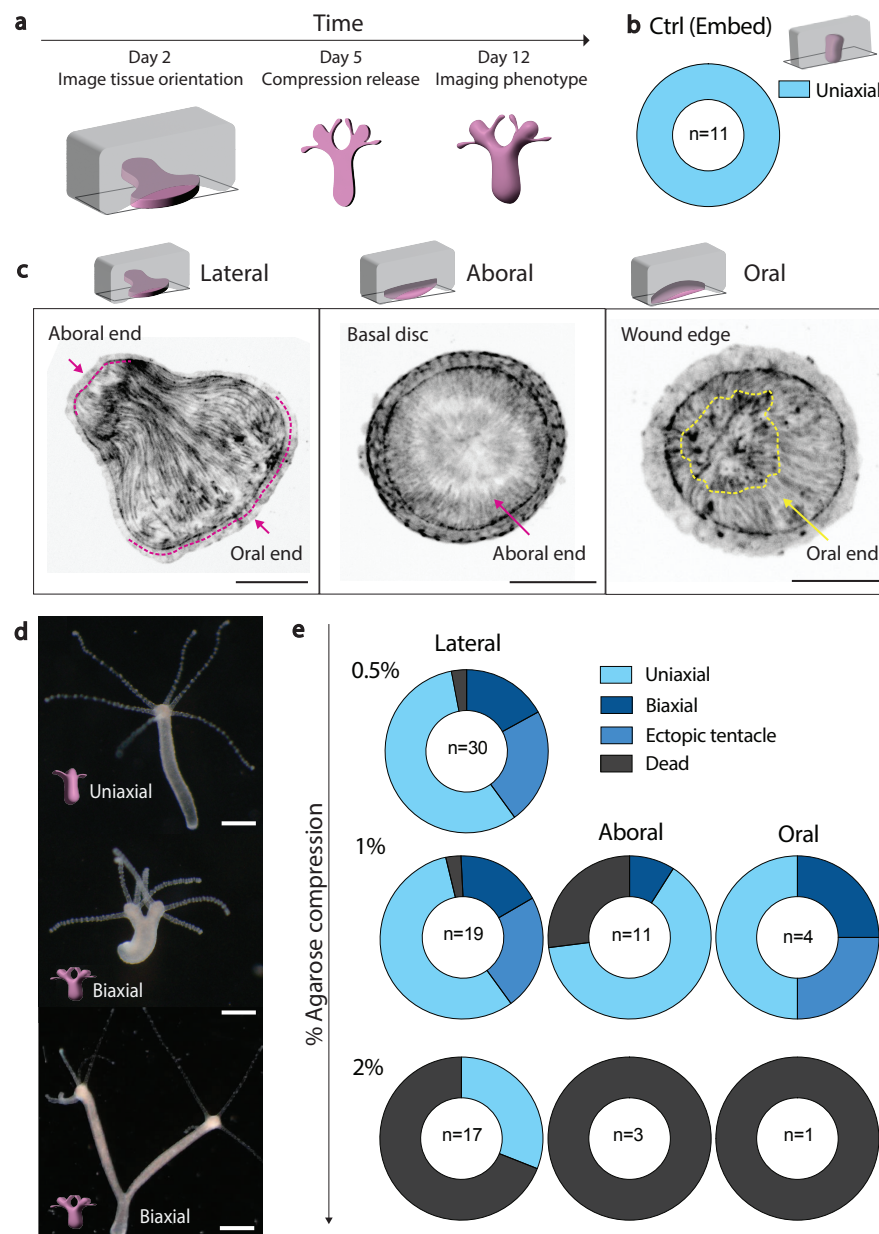 a
Time
Day 2
Image tissue orientation
Day 5
Compression release
Day 12
Imaging phenotype
b
Ctrl (Embed)
Uniaxial
n=11
c
Lateral
Aboral
Oral
Aboral end
Oral end
Basal disc
Aboral end
Wound edge
Oral end
d
Uniaxial
Biaxial
Biaxial
e
% Agarose compression
Lateral
0.5%
n=30
Uniaxial
Biaxial
Ectopic tentacle
Dead
Aboral
Oral
1%
n=19
n=11
n=4
2%
n=17
n=3
n=1